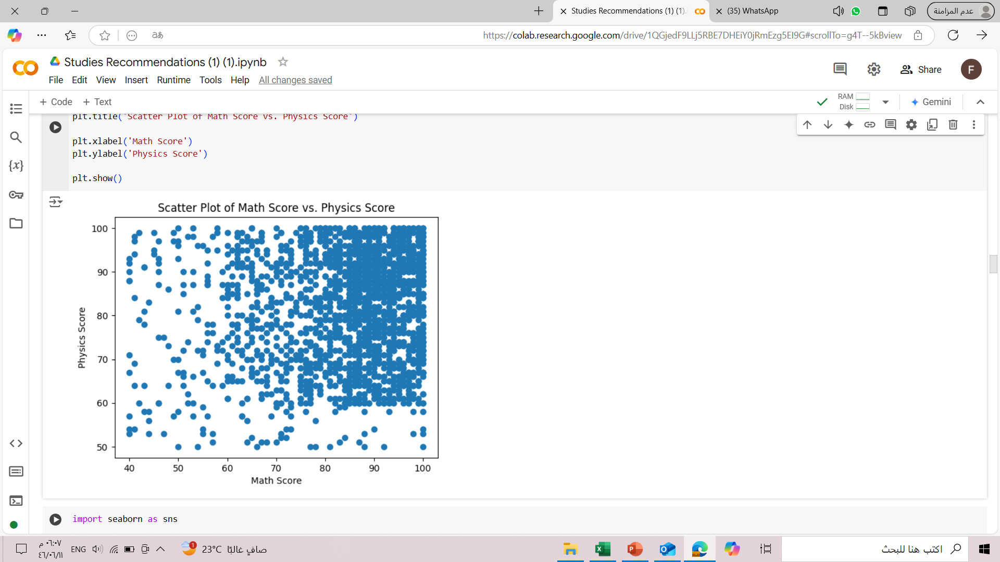 Studies Recommendations (1) (1).
(35) WhatsApp
عدم المزامنة
https://colab.research.google.com/drive/1QGjedF9LLj5RBE7DHEiY0jRmEzg5EI9G#scrollTo=g4T--5kBview
Studies Recommendations (1) (1).ipynb
File Edit View Insert Runtime Tools Help All changes saved
Share
F
+ Code + Text
RAM
Disk
Gemini
plt.title('Scatter Plot of Math Score vs. Physics Score')
plt.xlabel('Math Score')
plt.ylabel('Physics Score')
plt.show()
Scatter Plot of Math Score vs. Physics Score
100
90
80
70
60
50
Physics Score
40 50 60 70 80 90 100
Math Score
import seaborn as sns
٠٦:٠٧ م
٤٦/٠٦/١١
ENG
1
23°C صافٍ غالبًا
اكتب هنا للبحث